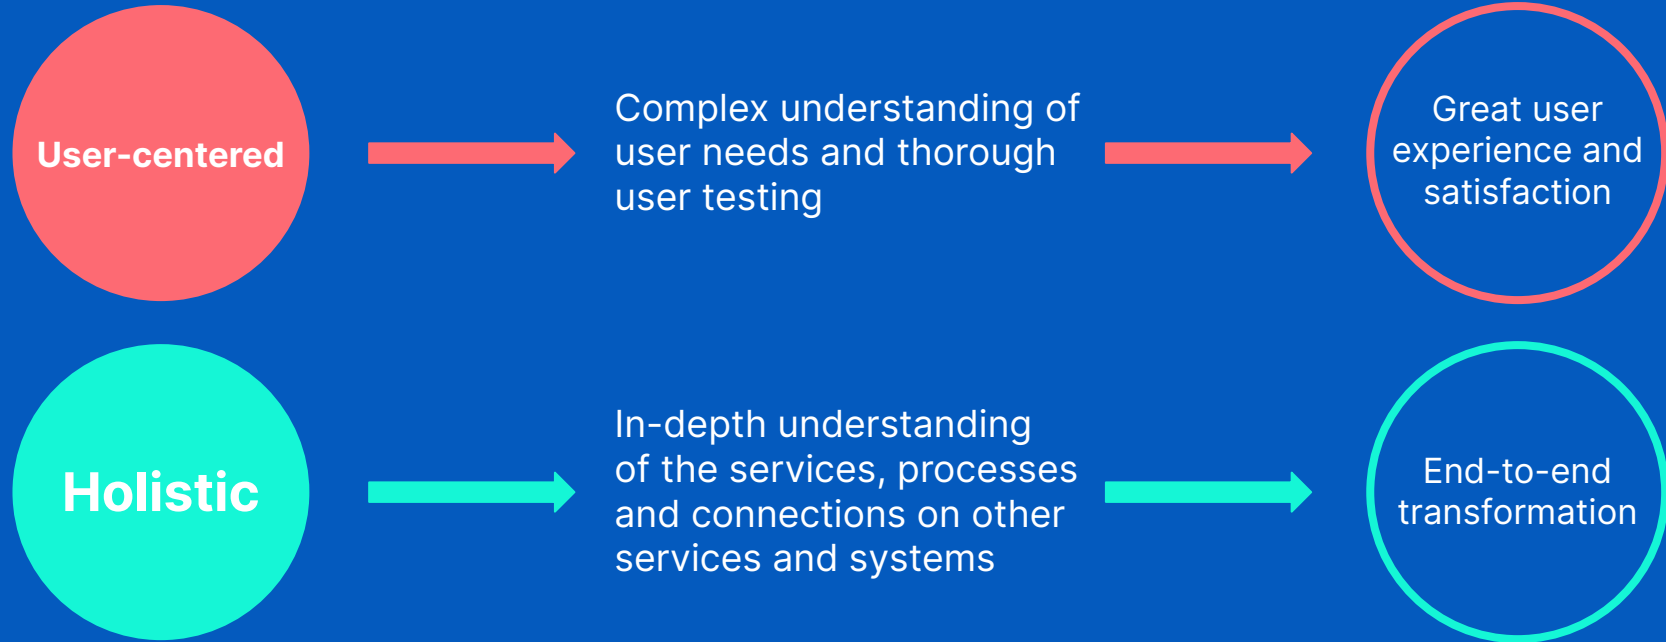 User-centered
Complex understanding of
user needs and thorough
user testing
Great user
experience and
satisfaction
Holistic
In-depth understanding
of the services, processes
and connections on other
services and systems
End-to-end
transformation